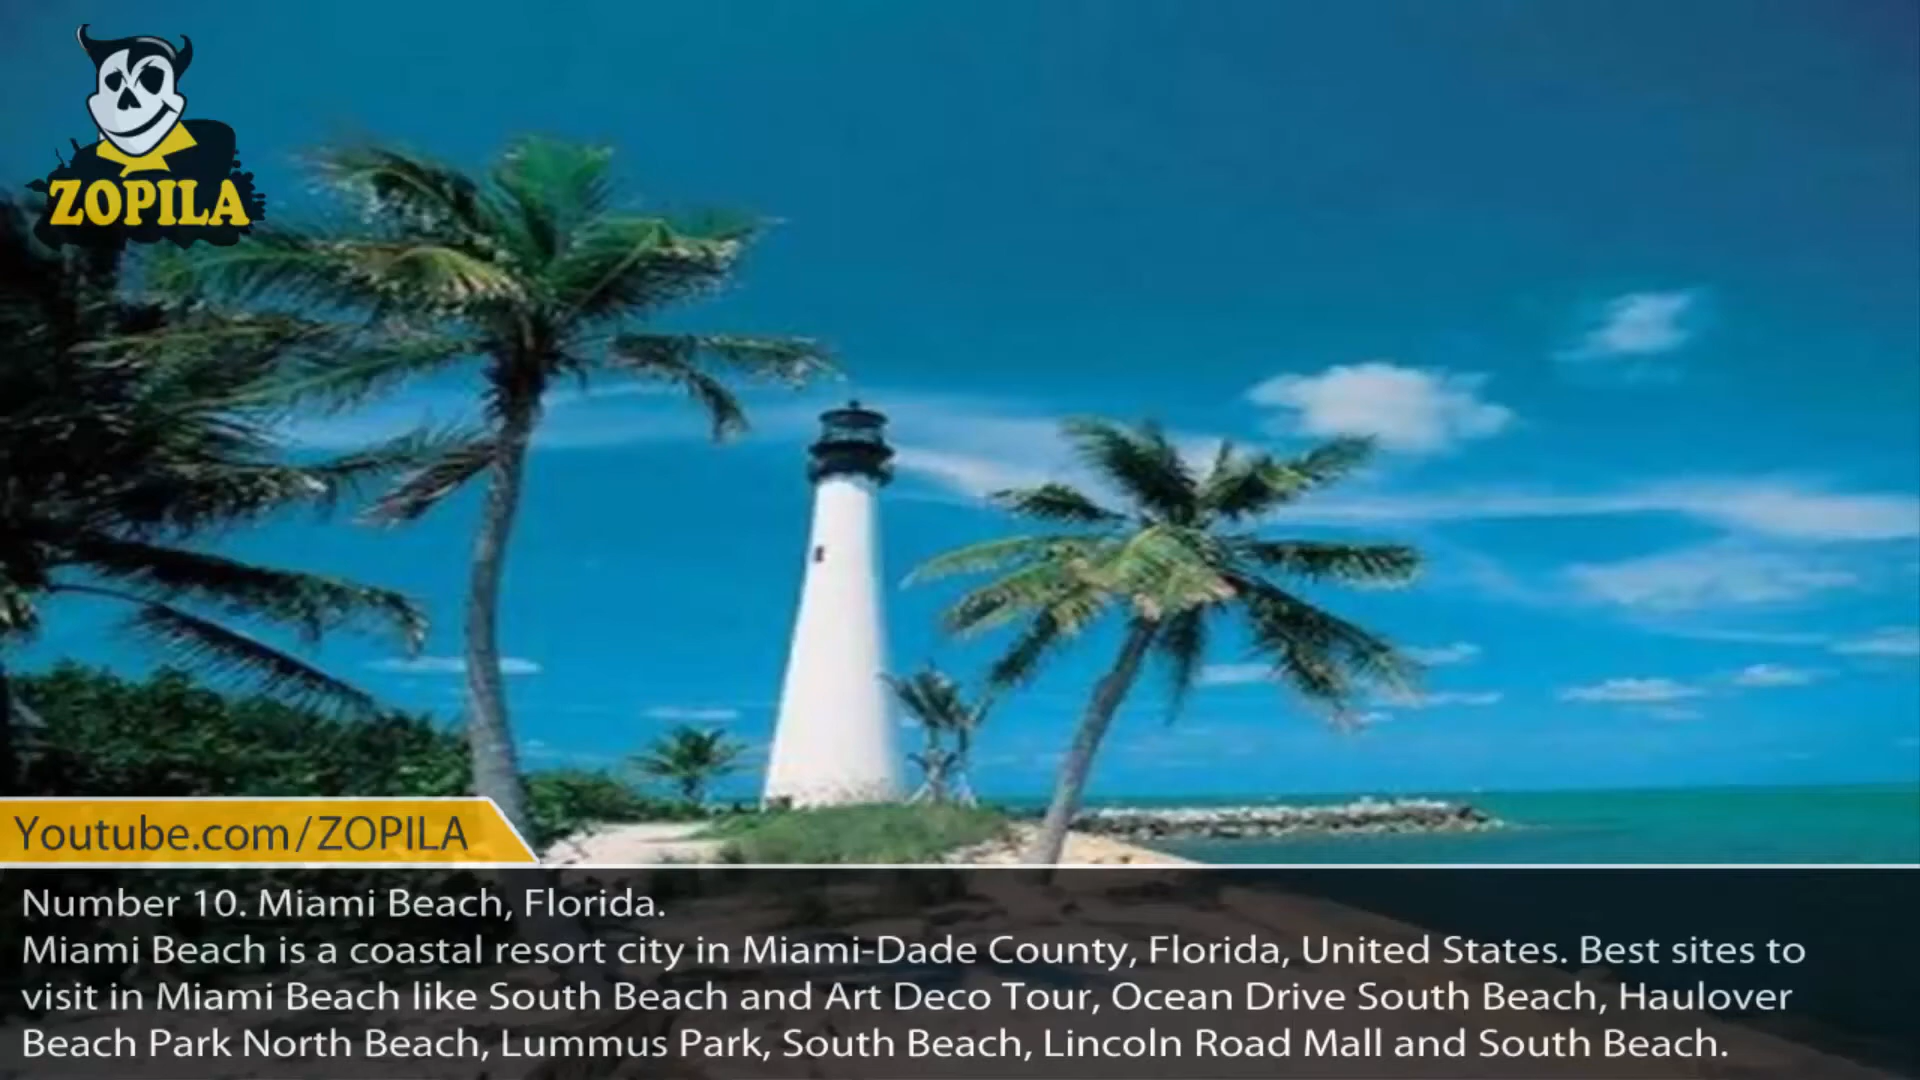 ZOPILA
Youtube.com/ZOPILA
Number 10. Miami Beach, Florida.
Miami Beach is a coastal resort city in Miami-Dade County, Florida, United States. Best sites to
visit in Miami Beach like South Beach and Art Deco Tour, Ocean Drive South Beach, Haulover
Beach Park North Beach, Lummus Park, South Beach, Lincoln Road Mall and South Beach.